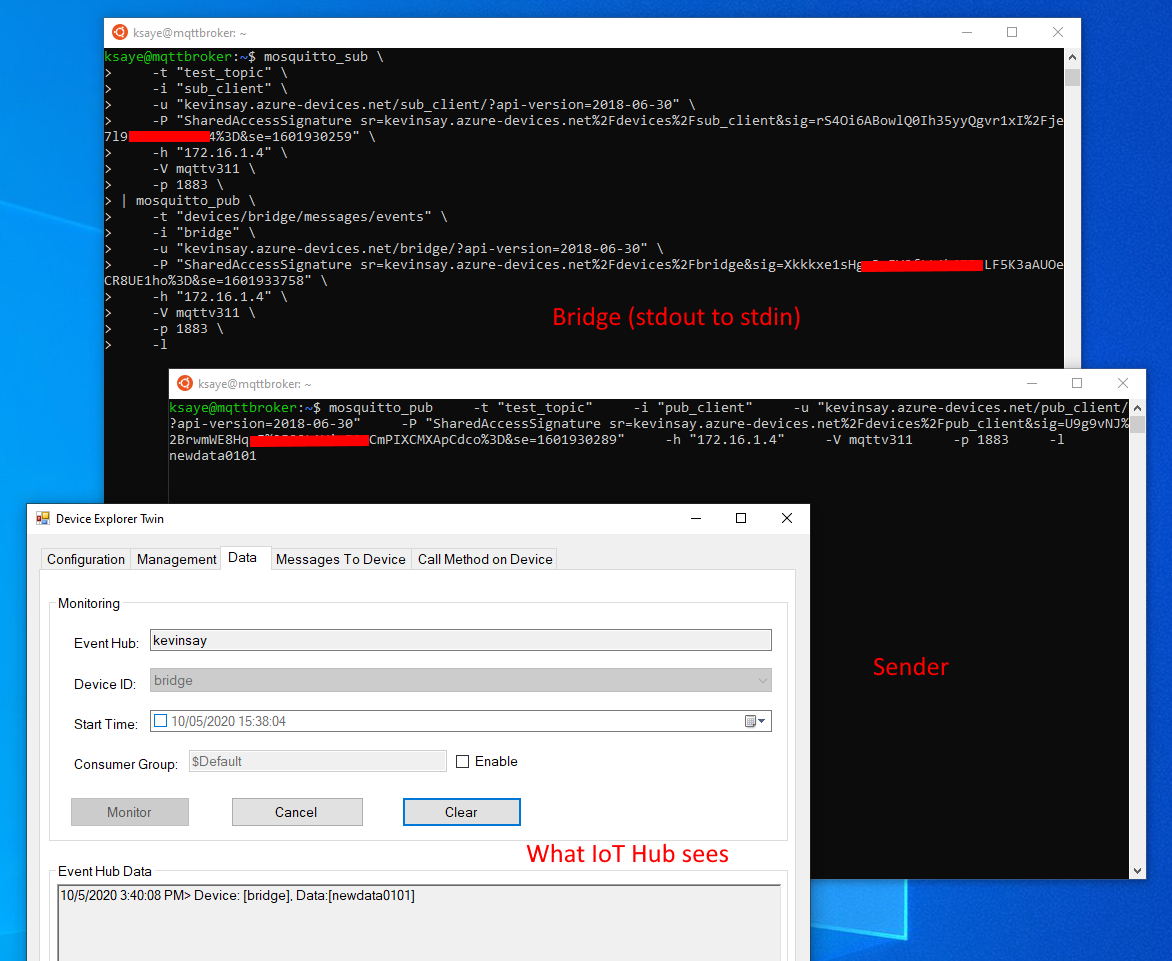 ksaye@mqttbroker: ~
ksaye@mqttbroker:~$ mosquitto_sub \
> -t "test_topic" \
> -i "sub_client" \
> -u "kevinsay.azure-devices.net/sub_client/?api-version=2018-06-30" \
> -P "SharedAccessSignature sr=kevinsay.azure-devices.net%2Fdevices%2Fsub_client&sig=rS4Oi6ABowlQ0Ih35yyQgvr1xI%2Fje
7l9 4%3D&se=1601930259" \
> -h "172.16.1.4" \
> -V mqttv311 \
> -p 1883 \
> | mosquitto_pub \
> -t "devices/bridge/messages/events" \
> -i "bridge" \
> -u "kevinsay.azure-devices.net/bridge/?api-version=2018-06-30" \
> -P "SharedAccessSignature sr=kevinsay.azure-devices.net%2Fdevices%2Fbridge&sig=Xkkkxe1sHg LF5K3aAUOe
CR8UE1ho%3D&se=1601933758" \
> -h "172.16.1.4" \
> -V mqttv311 \
> -p 1883 \
> -l
Bridge (stdout to stdin)
ksaye@mqttbroker: ~
ksaye@mqttbroker:~$ mosquitto_pub -t "test_topic" -i "pub_client" -u "kevinsay.azure-devices.net/pub_client/
?api-version=2018-06-30" -P "SharedAccessSignature sr=kevinsay.azure-devices.net%2Fdevices%2Fpub_client&sig=U9g9vNJ%
2BrwmWE8Hq CmPIXCMXApCdco%3D&se=1601930289" -h "172.16.1.4" -V mqttv311 -p 1883 -l
newdata0101
Sender
Device Explorer Twin
Configuration Management Data Messages To Device Call Method on Device
Monitoring
Event Hub: kevinsay
Device ID: bridge
Start Time: 10/05/2020 15:38:04
Consumer Group: $Default Enable
Monitor Cancel Clear
What IoT Hub sees
Event Hub Data
10/5/2020 3:40:08 PM> Device: [bridge], Data:[newdata0101]